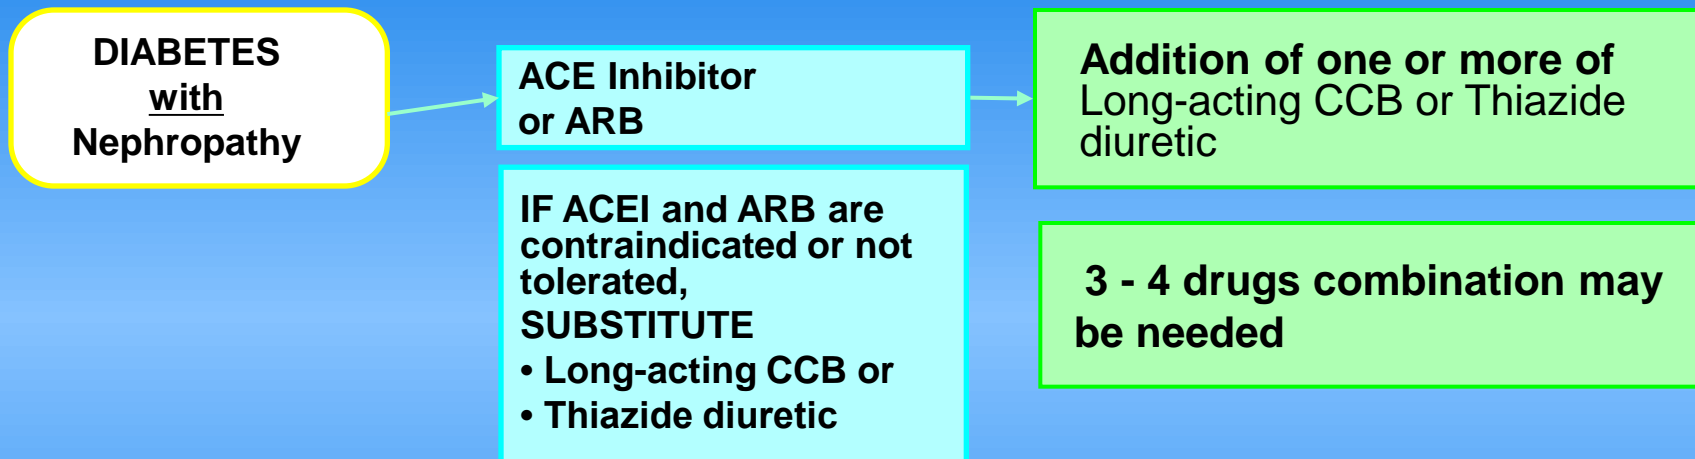 DIABETES
with
Nephropathy
ACE Inhibitor
or ARB
IF ACEI and ARB are
contraindicated or not
tolerated,
SUBSTITUTE
• Long-acting CCB or
• Thiazide diuretic
Addition of one or more of
Long-acting CCB or Thiazide
diuretic
3 - 4 drugs combination may
be needed